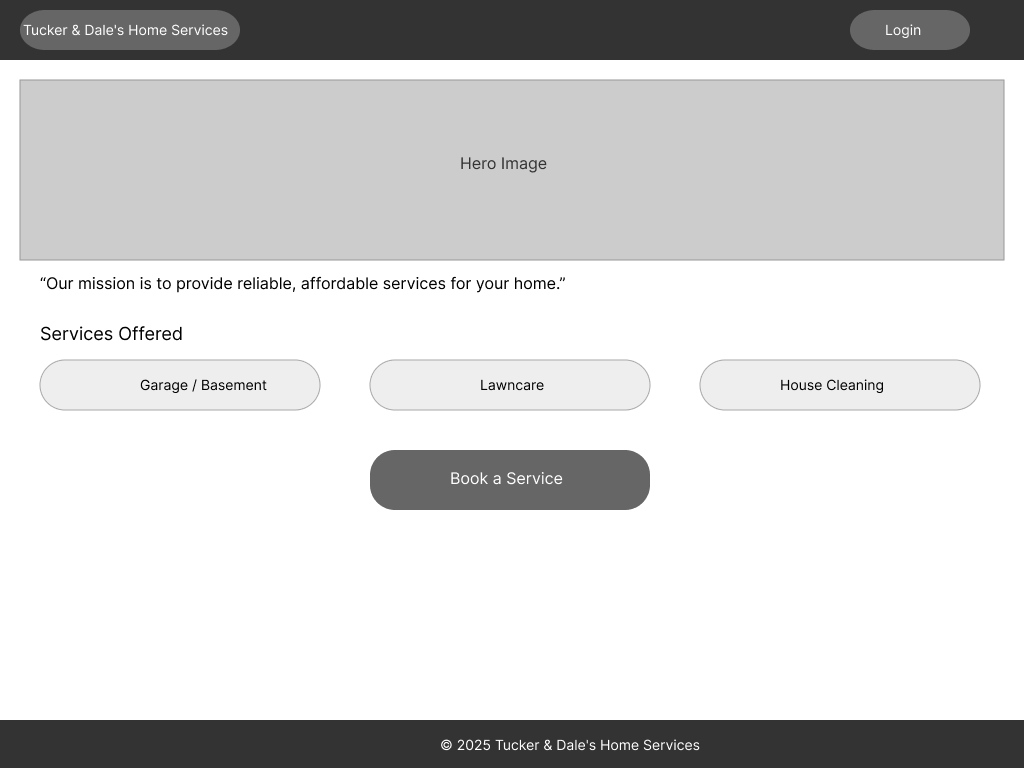 Tucker & Dale's Home Services
Login
Hero Image
“Our mission is to provide reliable, affordable services for your home.”
Services Offered
Garage / Basement
Lawncare
House Cleaning
Book a Service
© 2025 Tucker & Dale's Home Services